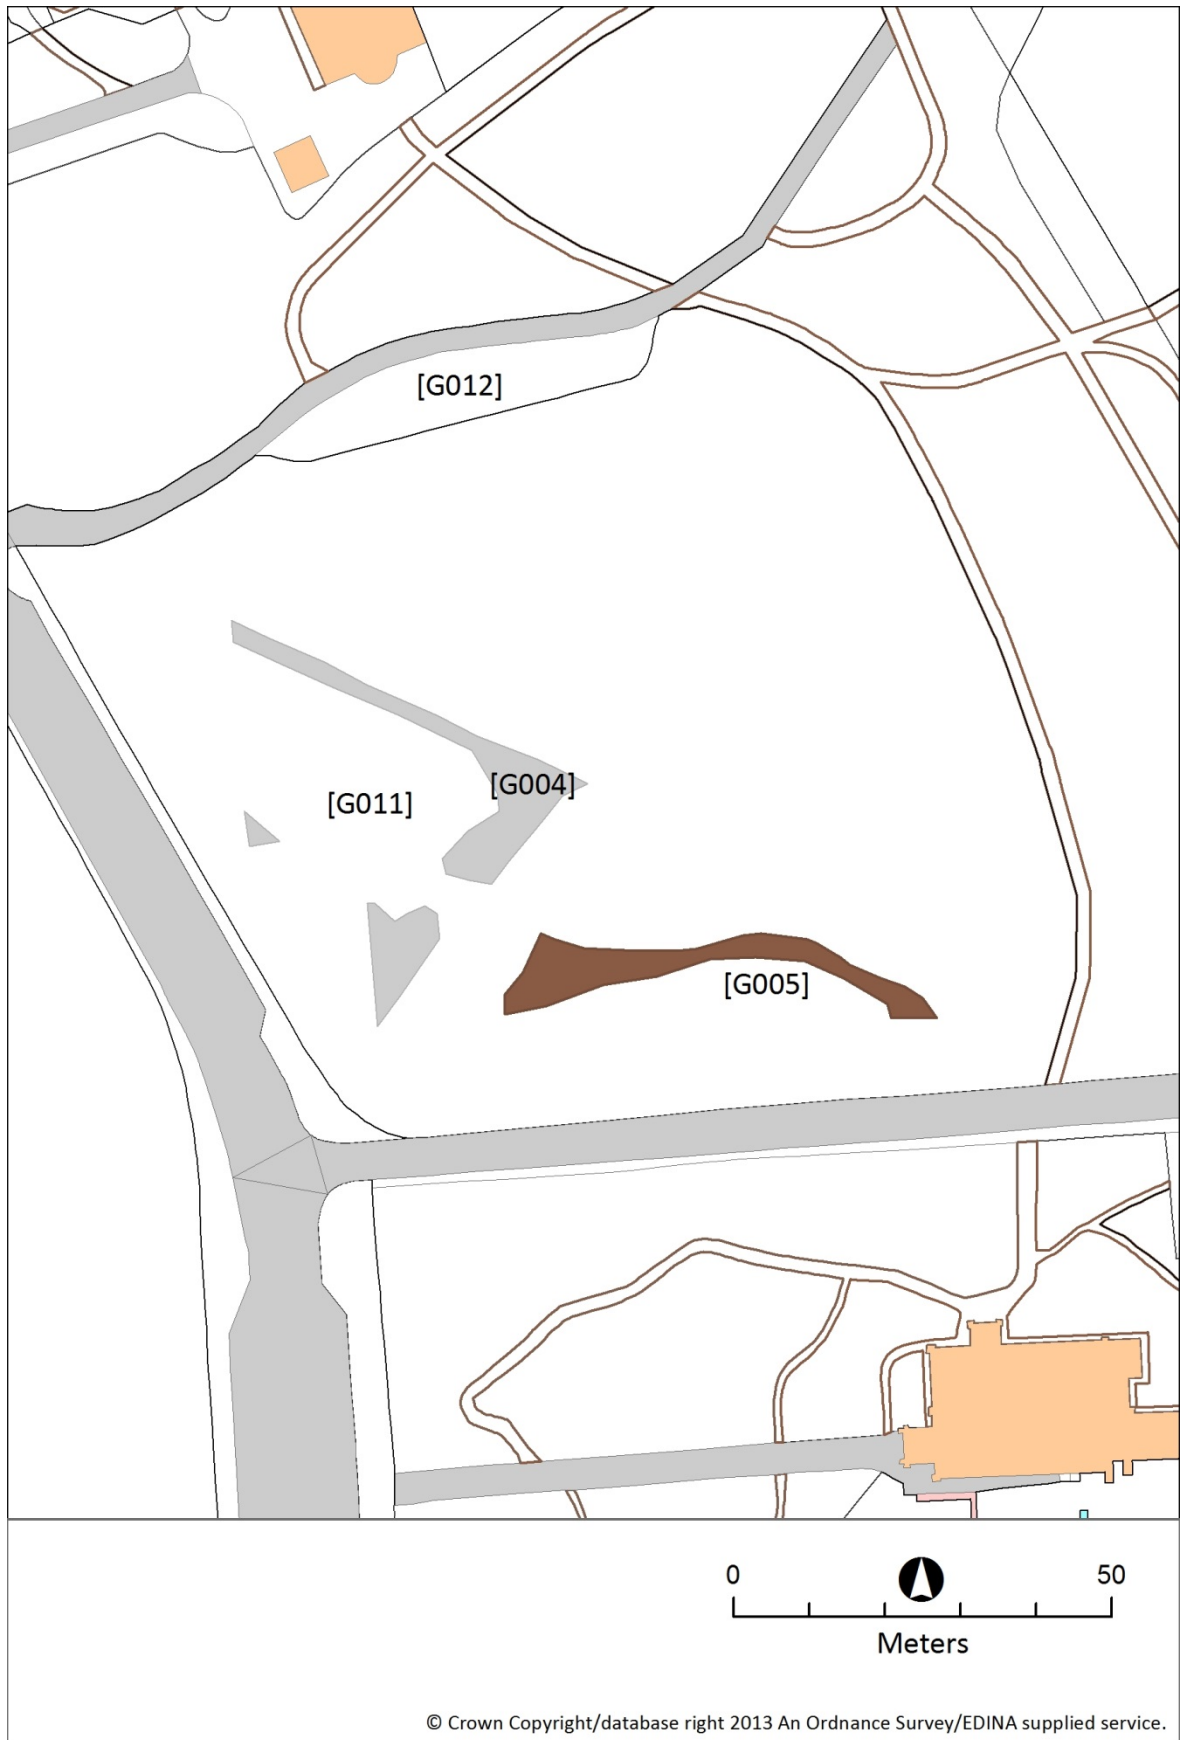 [G012]
[G004]
[G011]
[G005]
0 50
Meters
© Crown Copyright/database right 2013 An Ordnance Survey/EDINA supplied service.